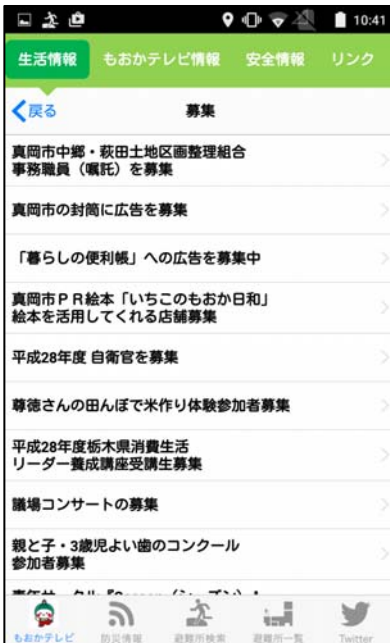 10:41
生活情報 もおかテレビ情報 安全情報 リンク
戻る 募集
真岡市中郷・萩田土地区画整理組合
事務職員（嘱託）を募集
真岡市の封筒に広告を募集
「暮らしの便利帳」への広告を募集中
真岡市ＰＲ絵本「いちごのもおか日和」
絵本を活用してくれる店舗募集
平成28年度 自衛官を募集
尊徳さんの田んぼで米作り体験参加者募集
平成28年度栃木県消費生活
リーダー養成講座受講生募集
議場コンサートの募集
親と子・3歳児よい歯のコンクール
参加者募集
もおかテレビ 防災情報 避難所検索 避難所一覧 Twitter